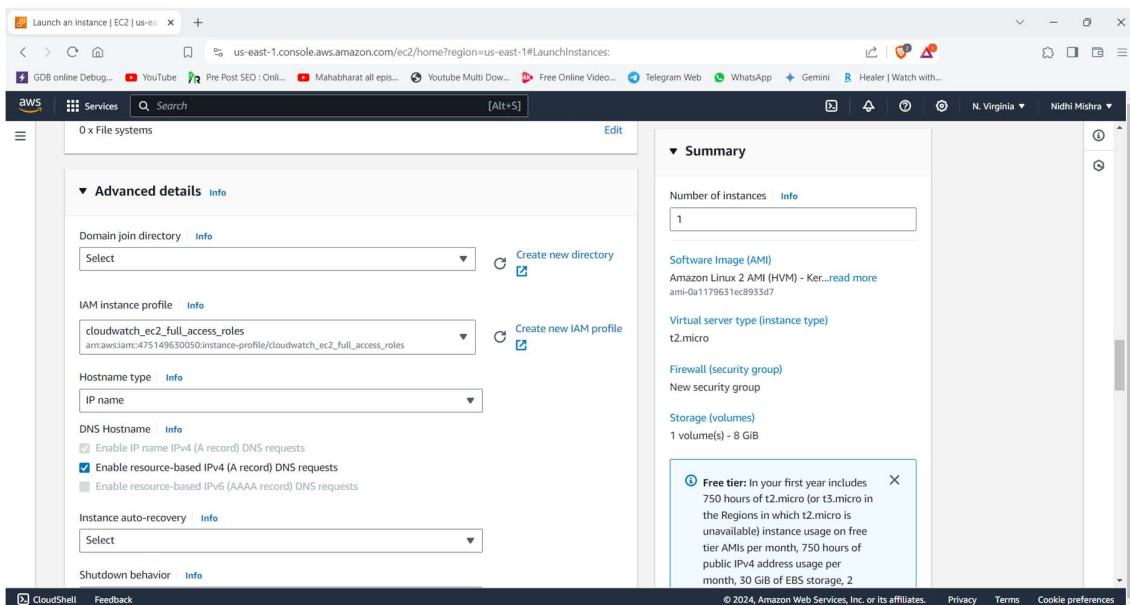 Launch an instance | EC2 | us-ea
us-east-1.console.aws.amazon.com/ec2/home?region=us-east-1#LaunchInstances:
GDB online Debug... YouTube Pre Post SEO : Onli... Mahabharat all epis... Youtube Multi Dow... Free Online Video... Telegram Web WhatsApp Gemini Healer | Watch with...
aws Services Search [Alt+S] N. Virginia Nidhi Mishra
0 x File systems Edit
Advanced details Info
Domain join directory Info
Select
Create new directory
IAM instance profile Info
cloudwatch_ec2_full_access_roles
arn:aws:iam::475149630050:instance-profile/cloudwatch_ec2_full_access_roles
Create new IAM profile
Hostname type Info
IP name
DNS Hostname Info
Enable IP name IPv4 (A record) DNS requests
Enable resource-based IPv4 (A record) DNS requests
Enable resource-based IPv6 (AAAA record) DNS requests
Instance auto-recovery Info
Select
Shutdown behavior Info
Summary
Number of instances Info
1
Software Image (AMI)
Amazon Linux 2 AMI (HVM) - Ker...read more
ami-0a1179631ec8933d7
Virtual server type (instance type)
t2.micro
Firewall (security group)
New security group
Storage (volumes)
1 volume(s) - 8 GiB
Free tier: In your first year includes
750 hours of t2.micro (or t3.micro in
the Regions in which t2.micro is
unavailable) instance usage on free
tier AMIs per month, 750 hours of
public IPv4 address usage per
month, 30 GiB of EBS storage, 2
CloudShell Feedback © 2024, Amazon Web Services, Inc. or its affiliates. Privacy Terms Cookie preferences